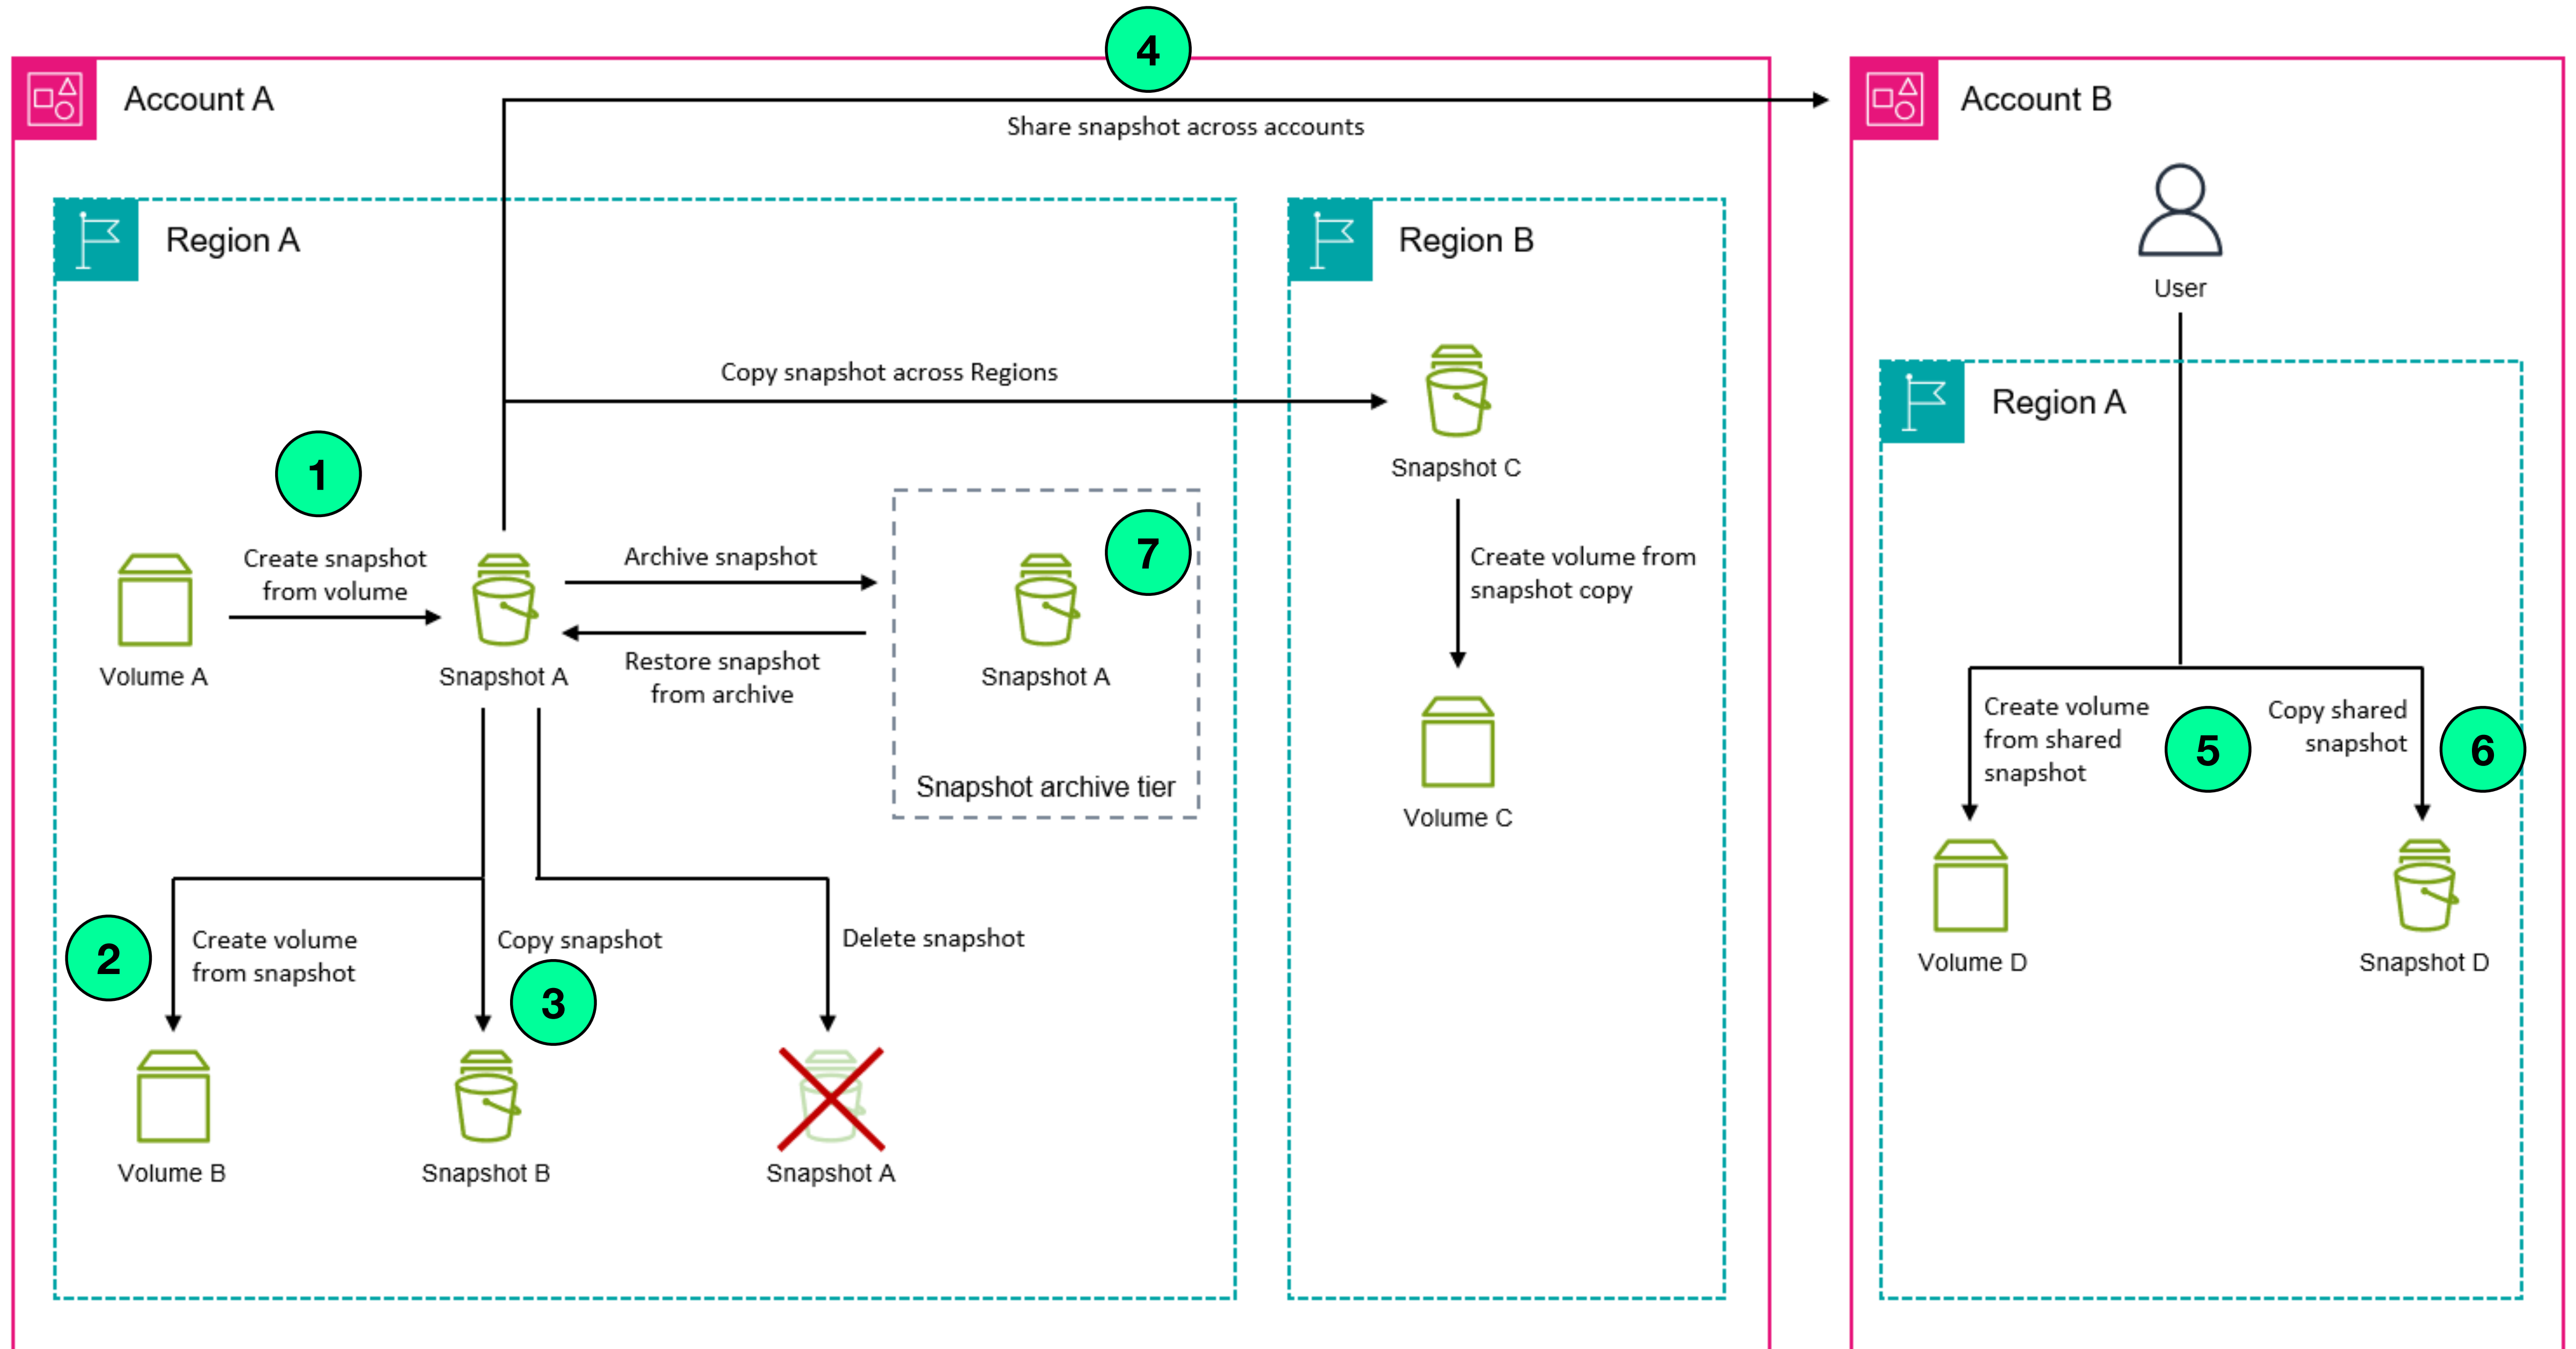 4
Account A
Account B
Share snapshot across accounts
Region A
Region B
User
Copy snapshot across Regions
Region A
1
Snapshot C
Create snapshot
from volume
Archive snapshot
7
Create volume from
snapshot copy
Volume A
Snapshot A
Restore snapshot
from archive
Snapshot A
Snapshot archive tier
Volume C
Create volume
from shared
snapshot
5
Copy shared
snapshot
6
2
Create volume
from snapshot
Copy snapshot
3
Delete snapshot
Volume D
Snapshot D
Volume B
Snapshot B
Snapshot A